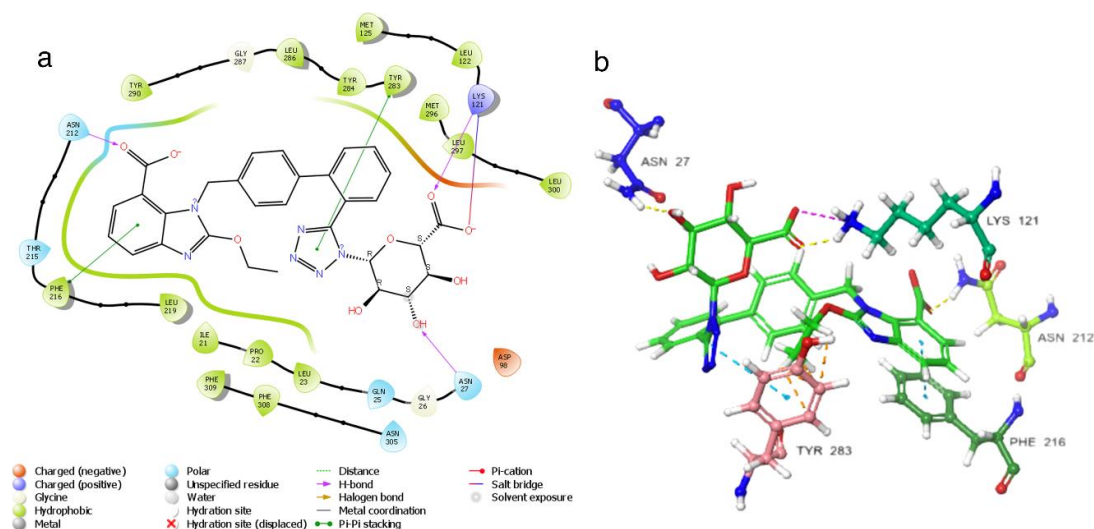 a
b
MET 125
LEU 122
LYS 121
GLY 287
LEU 286
TYR 290
TYR 284
TYR 283
MET 296
LEU 297
LEU 300
ASN 212
THR 215
PHE 216
LEU 219
ILE 21
PRO 22
LEU 23
GLN 25
GLY 26
ASN 27
ASP 98
PHE 309
PHE 308
ASN 305
O
O⁻
N
N
O
N
N
N
N
R
R
S
S
S
O
O
O⁻
HO
OH
OH
ASN 27
LYS 121
ASN 212
TYR 283
PHE 216
Charged (negative)
Charged (positive)
Glycine
Hydrophobic
Metal
Polar
Unspecified residue
Water
Hydration site
Hydration site (displaced)
Distance
H-bond
Halogen bond
Metal coordination
Pi-Pi stacking
Pi-cation
Salt bridge
Solvent exposure